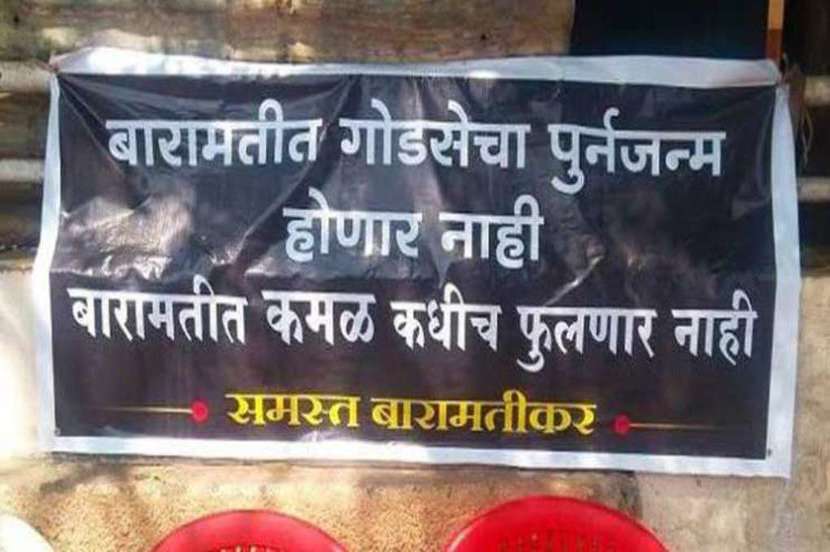 बारामतीत गोडसेचा पुर्नजन्म
होणार नाही
बारामतीत कमळ कधीच फुलणार नाही
समस्त बारामतीकर